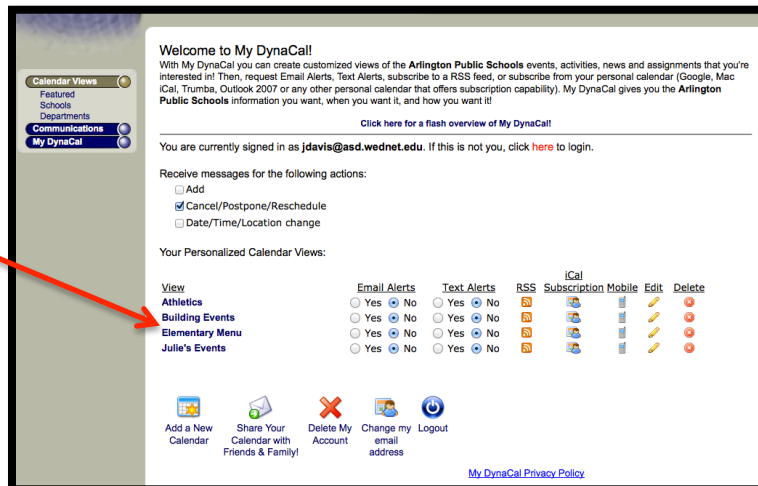 Calendar Views
Featured
Schools
Departments
Communications
My DynaCal
Welcome to My DynaCal!
With My DynaCal you can create customized views of the Arlington Public Schools events, activities, news and assignments that you're
interested in! Then, request Email Alerts, Text Alerts, subscribe to a RSS feed, or subscribe from your personal calendar (Google, Mac
iCal, Trumba, Outlook 2007 or any other personal calendar that offers subscription capability). My DynaCal gives you the Arlington
Public Schools information you want, when you want it, and how you want it!
Click here for a flash overview of My DynaCal!
You are currently signed in as jdavis@asd.wednet.edu. If this is not you, click here to login.
Receive messages for the following actions:
Add
Cancel/Postpone/Reschedule
Date/Time/Location change
Your Personalized Calendar Views:
View Email Alerts Text Alerts RSS iCal Subscription Mobile Edit Delete
Athletics Yes No Yes No
Building Events Yes No Yes No
Elementary Menu Yes No Yes No
Julie's Events Yes No Yes No
Add a New Calendar
Share Your Calendar with Friends & Family!
Delete My Account
Change my email address
Logout
My DynaCal Privacy Policy